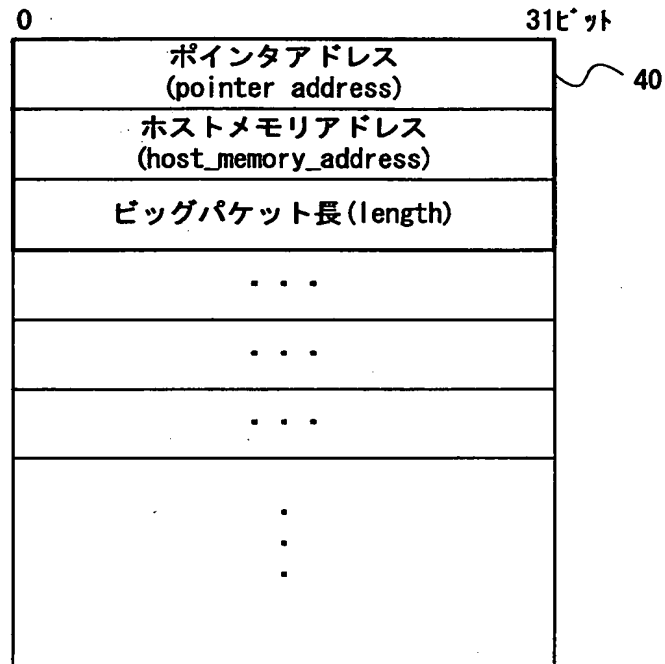 0 31ビット
ポインタアドレス
(pointer address)
40
ホストメモリアドレス
(host_memory_address)
ビッグパケット長(length)
・・・
・・・
・・・
・
・
・